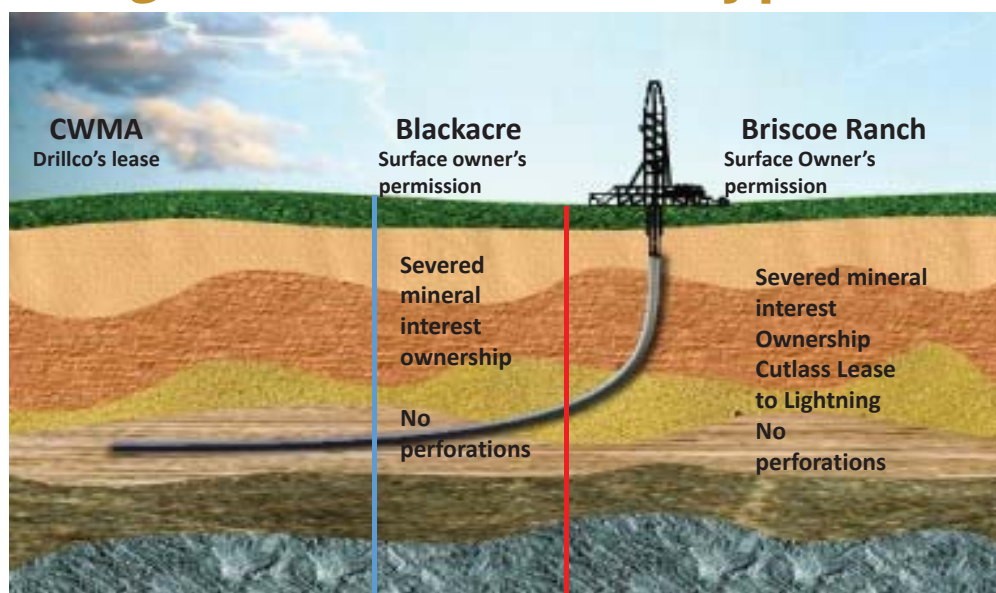 CWMA
Drillco's lease
Blackacre
Surface owner's
permission
Briscoe Ranch
Surface Owner's
permission
Severed
mineral
interest
ownership
No
perforations
Severed mineral
interest
Ownership
Cutlass Lease
to Lightning
No
perforations